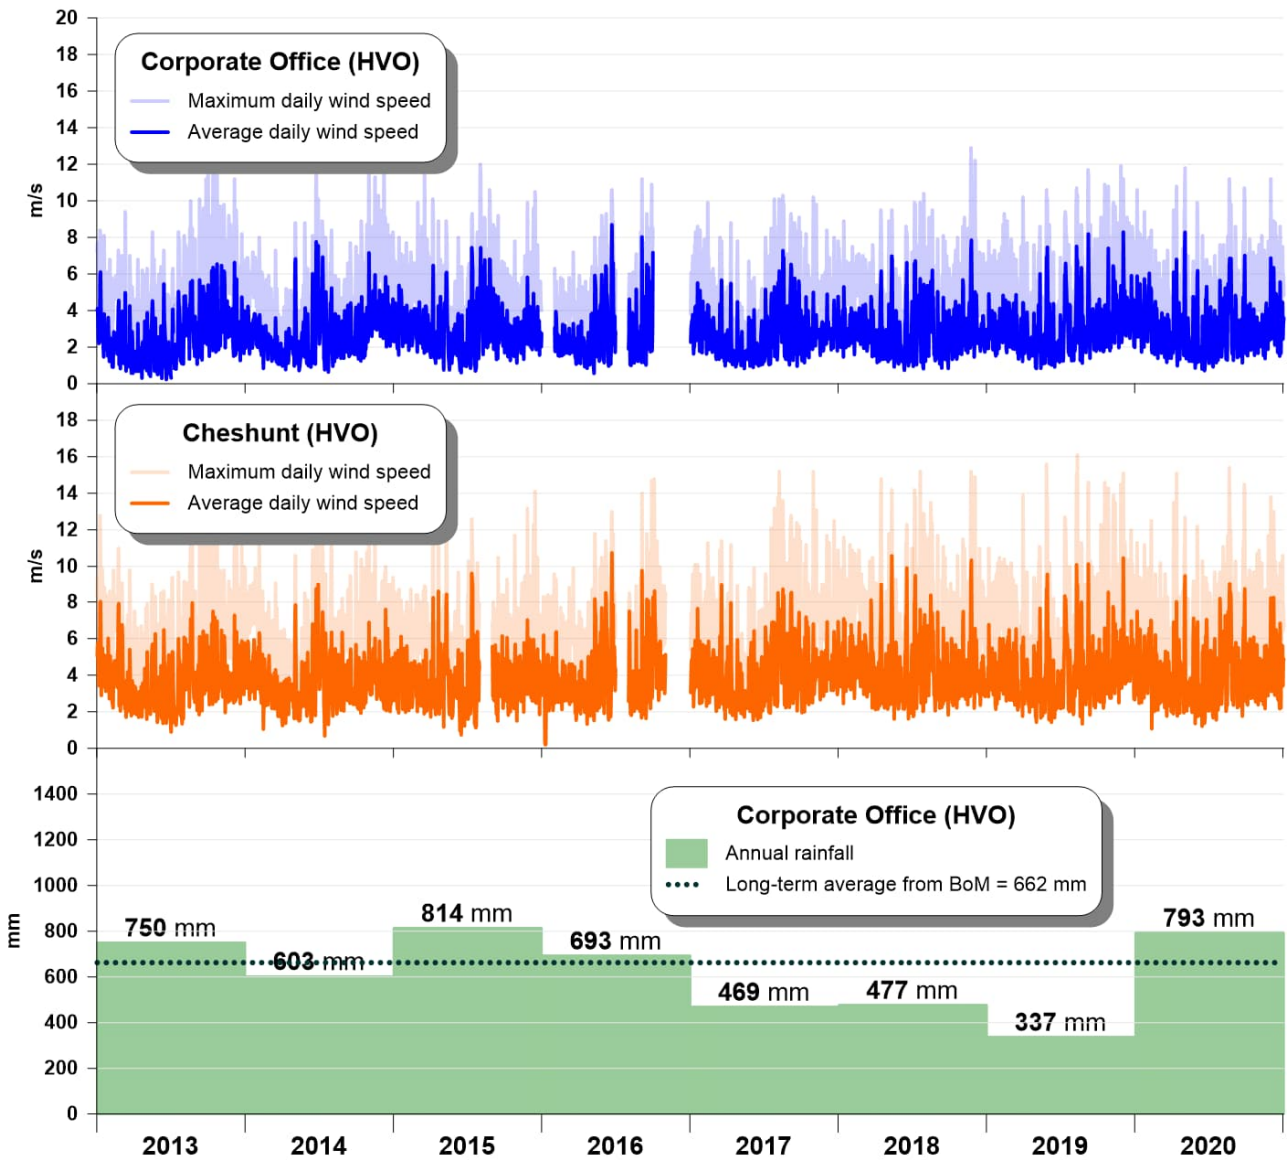 20
18
16
14
12
10
8
6
4
2
0
m/s
Corporate Office (HVO)
Maximum daily wind speed
Average daily wind speed
18
16
14
12
10
8
6
4
2
0
m/s
Cheshunt (HVO)
Maximum daily wind speed
Average daily wind speed
1400
1200
1000
800
600
400
200
0
mm
Corporate Office (HVO)
Annual rainfall
Long-term average from BoM = 662 mm
750 mm
603 mm
814 mm
693 mm
469 mm
477 mm
337 mm
793 mm
2013 2014 2015 2016 2017 2018 2019 2020